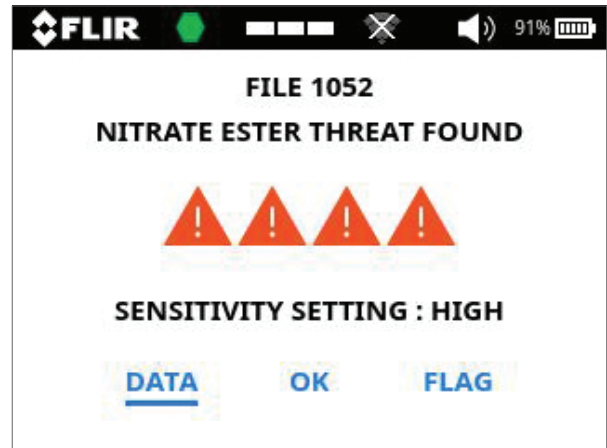 FLIR 91%
FILE 1052
NITRATE ESTER THREAT FOUND
! ! ! !
SENSITIVITY SETTING : HIGH
DATA OK FLAG